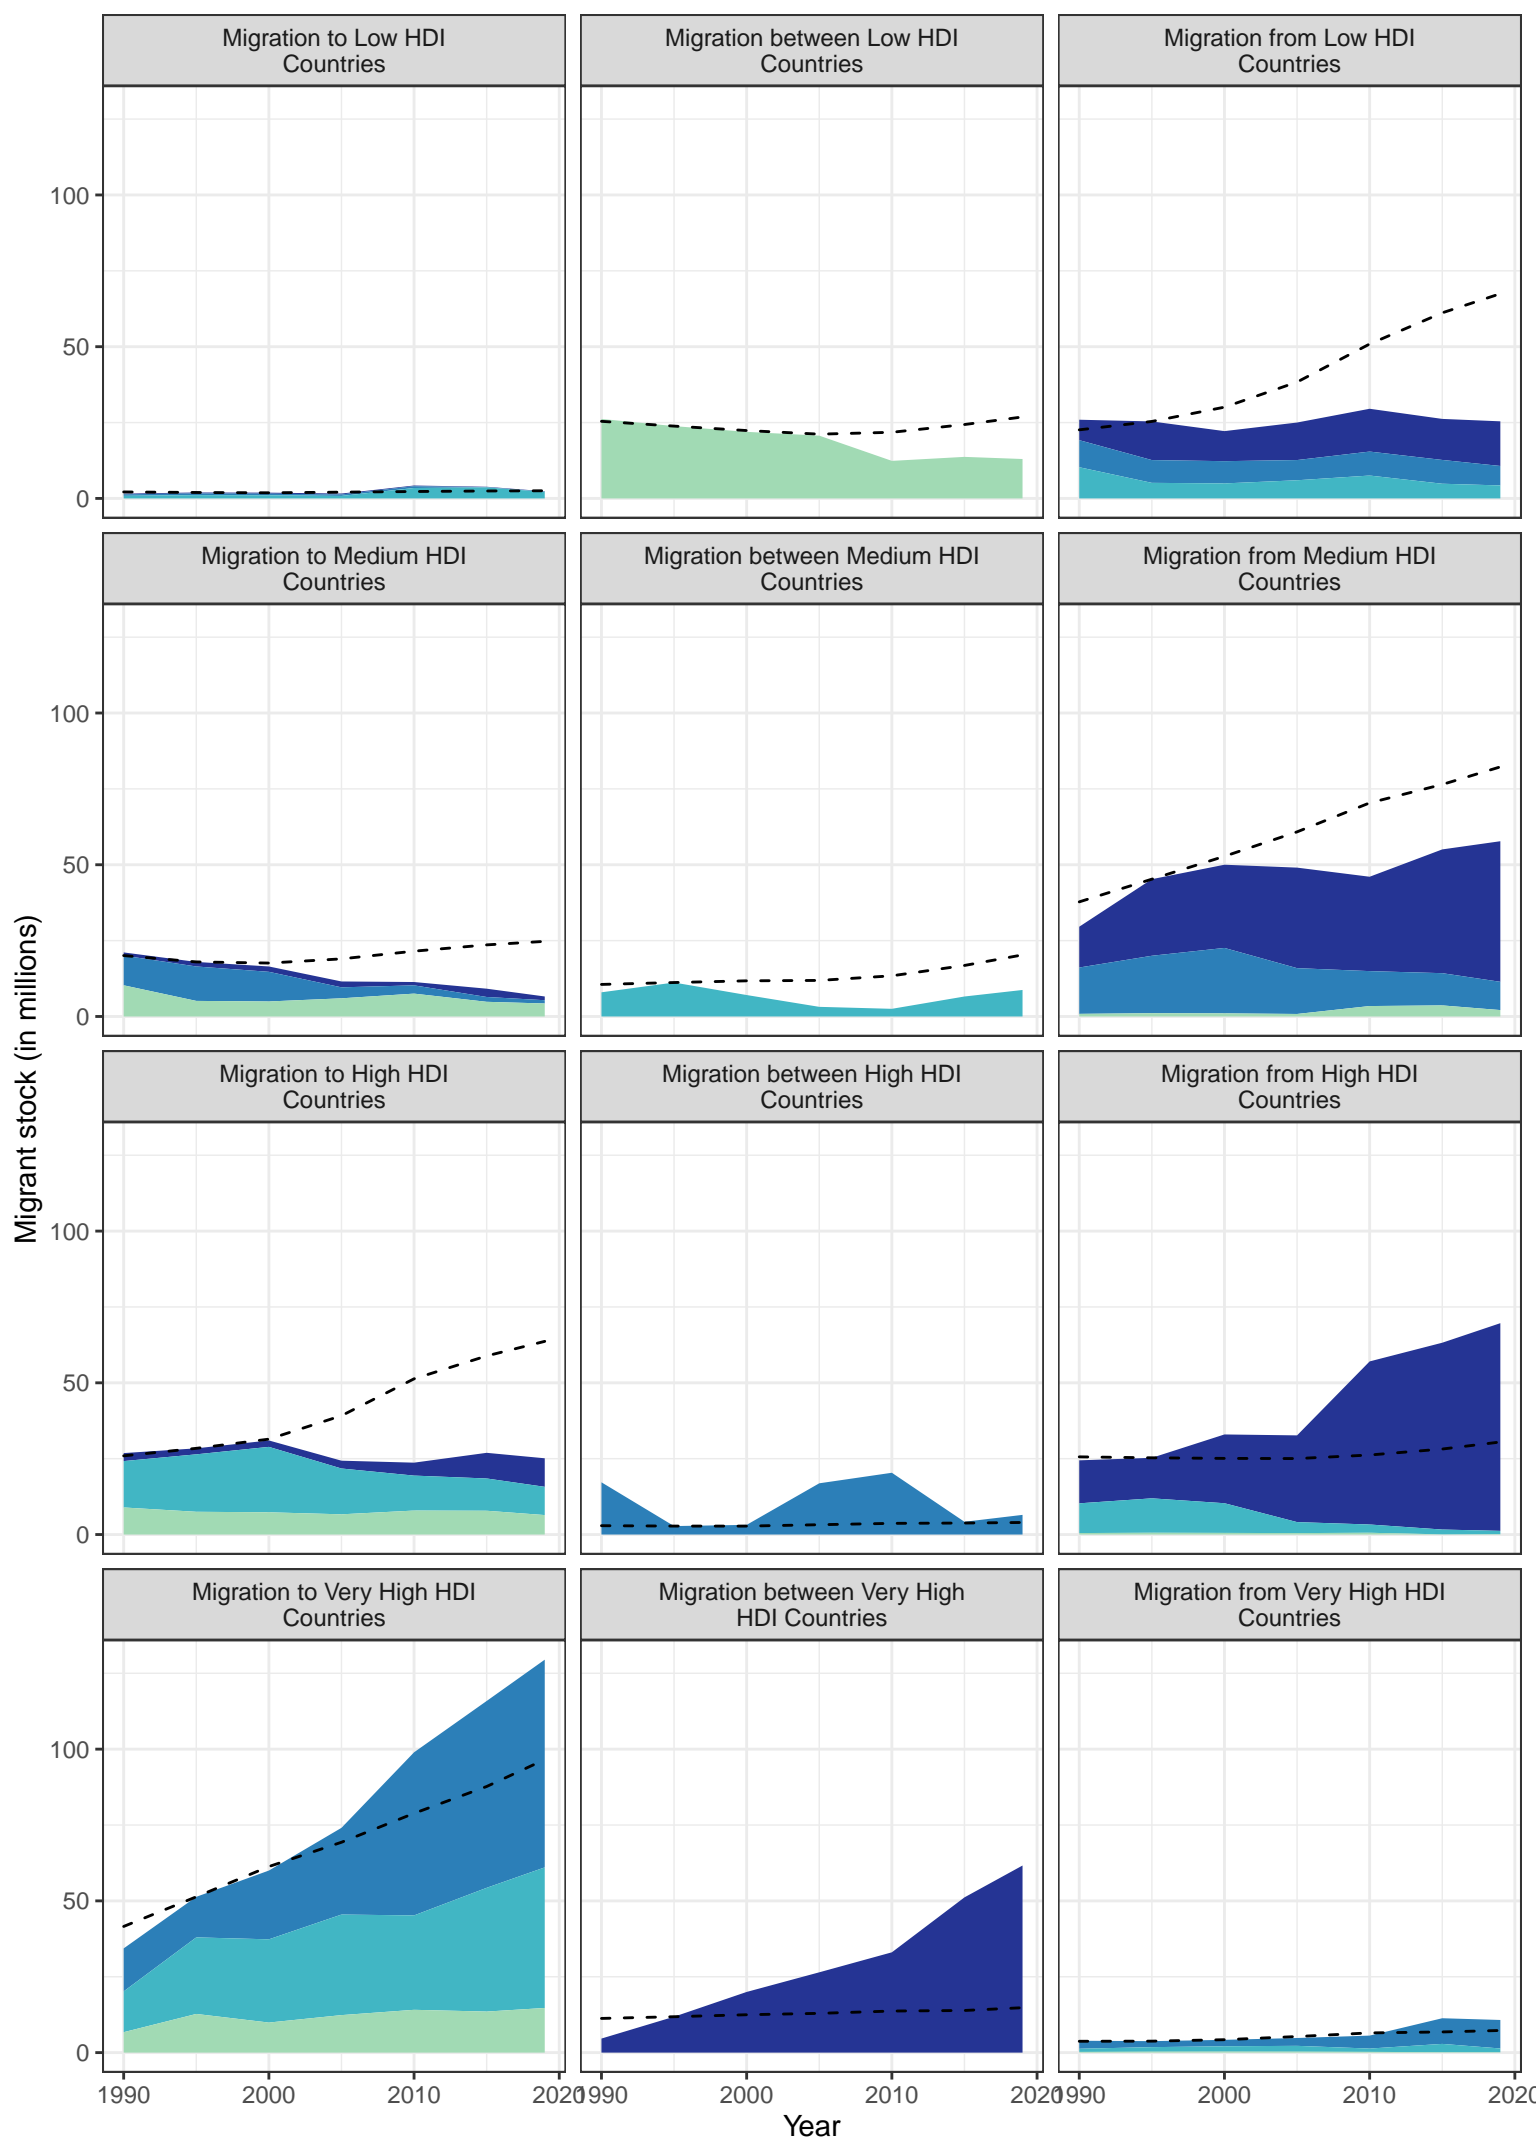 Migration to Low HDI
Countries
Migration between Low HDI
Countries
Migration from Low HDI
Countries
100
50
0
Migration to Medium HDI
Countries
Migration between Medium HDI
Countries
Migration from Medium HDI
Countries
100
50
0
Migration to High HDI
Countries
Migration between High HDI
Countries
Migration from High HDI
Countries
100
50
0
Migration to Very High HDI
Countries
Migration between Very High
HDI Countries
Migration from Very High HDI
Countries
100
50
0
1990 2000 2010 2020
1990 2000 2010 2020
1990 2000 2010 2020
Year
Migrant stock (in millions)